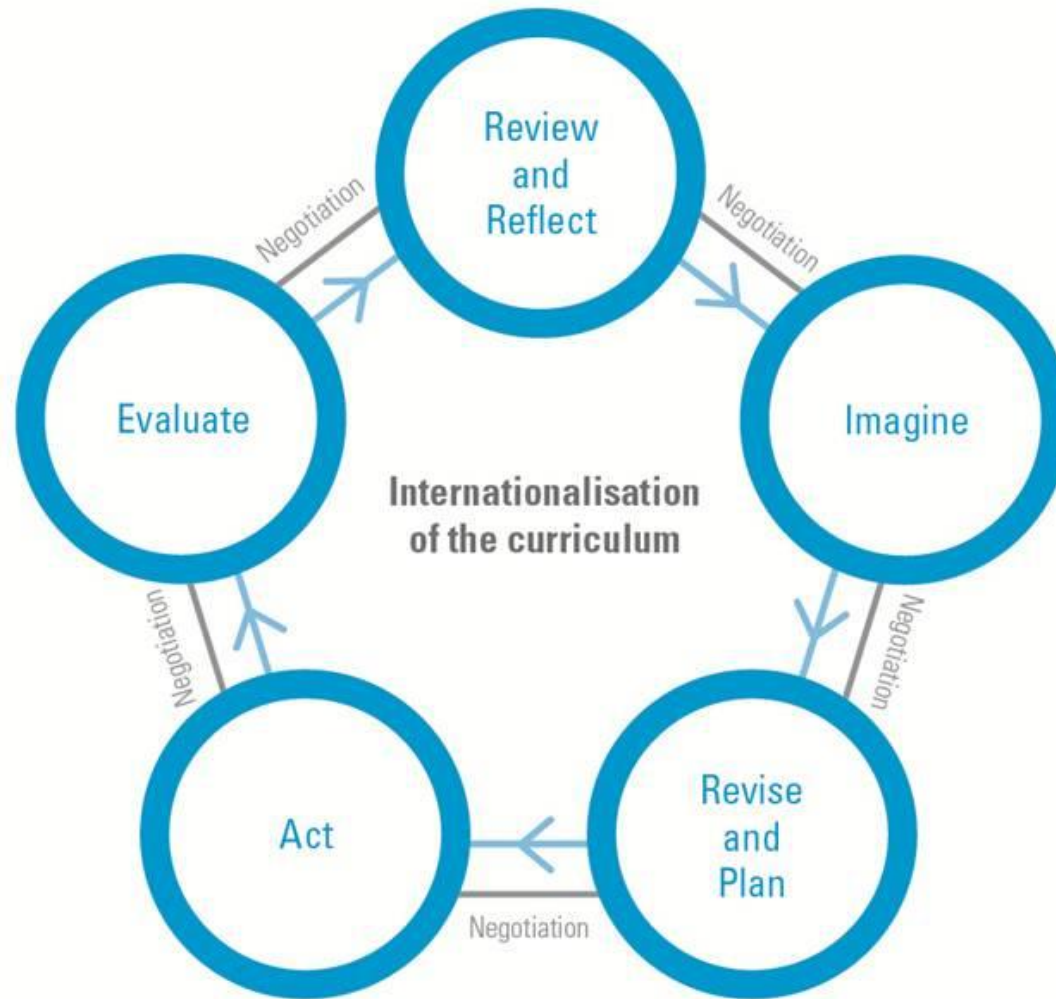 Review
and
Reflect
Negotiation
Negotiation
Evaluate
Imagine
Internationalisation
of the curriculum
Negotiation
Negotiation
Act
Revise
and
Plan
Negotiation